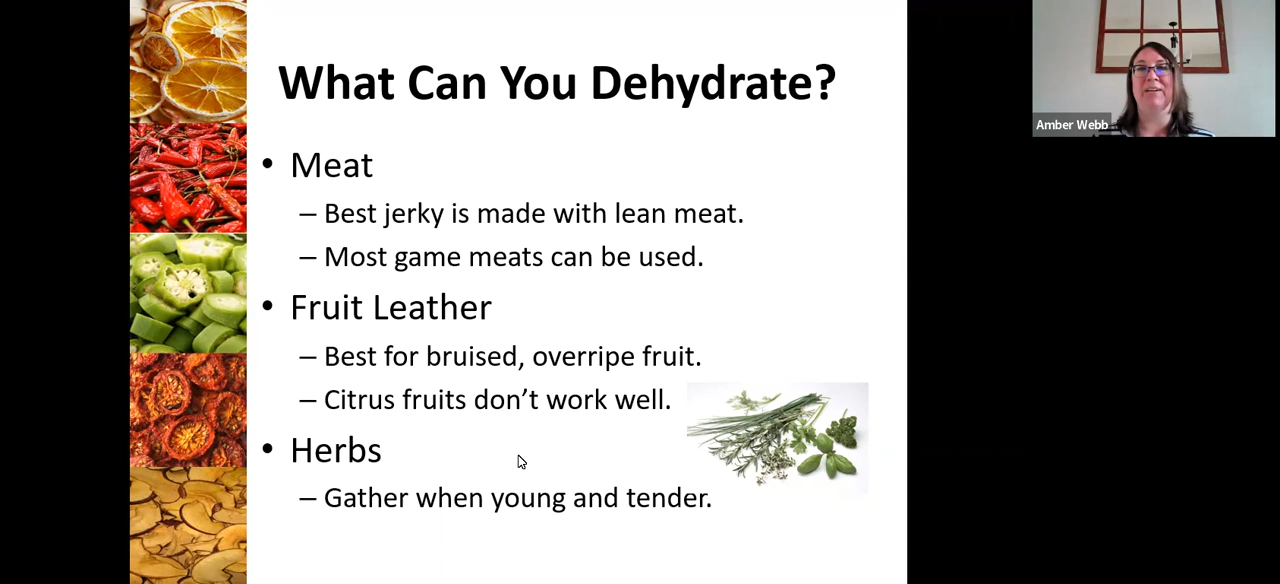 What Can You Dehydrate?
• Meat
– Best jerky is made with lean meat.
– Most game meats can be used.
• Fruit Leather
– Best for bruised, overripe fruit.
– Citrus fruits don’t work well.
• Herbs
– Gather when young and tender.
Amber Webb